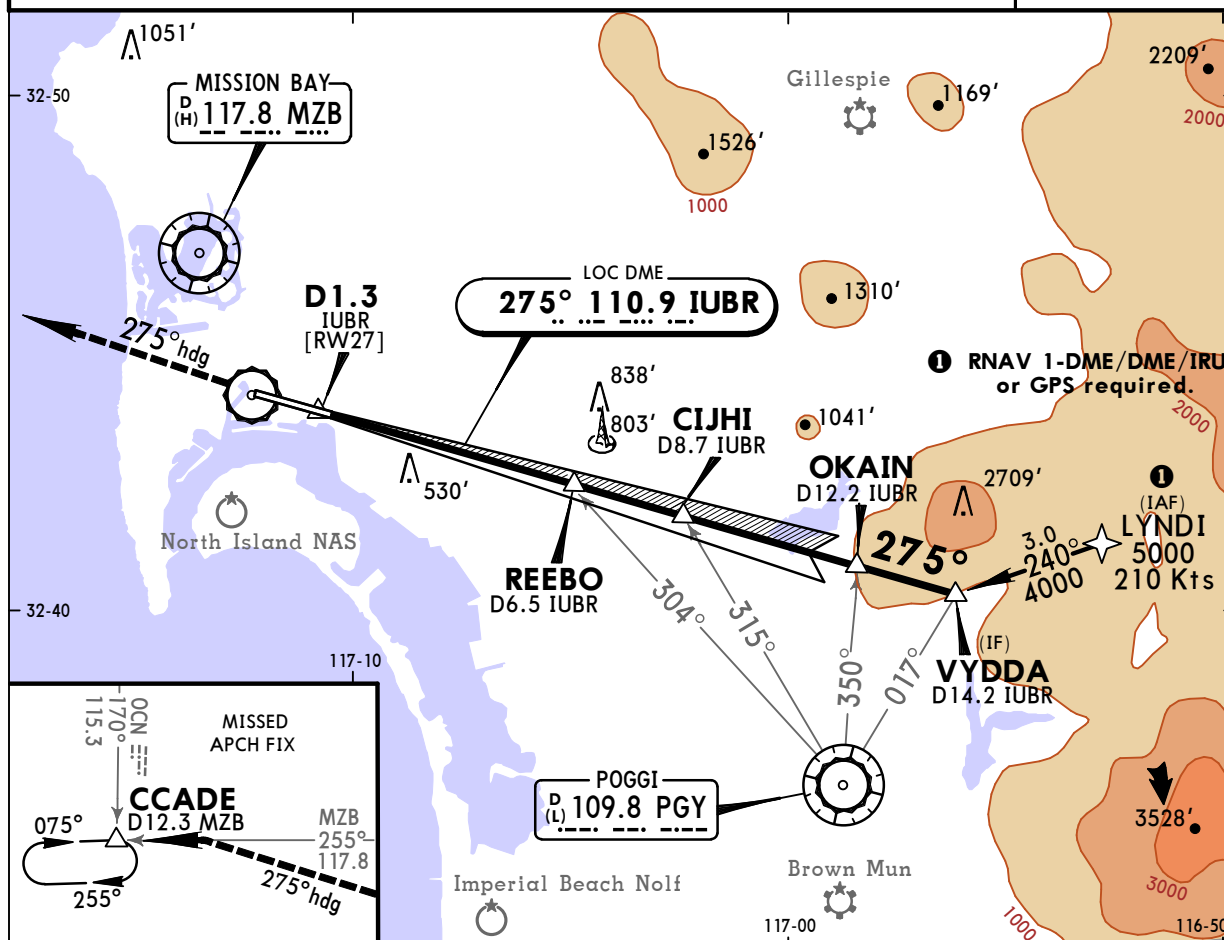 1051'
MISSION BAY
D
(H) 117.8 MZB
32-50
Gillespie
2209'
1169'
2000
1526'
1000
LOC DME
275° 110.9 IUBR
D1.3
IUBR
[RW27]
275°hdg
1310'
❶ RNAV 1-DME/DME/IRU
or GPS required.
838'
803'
CIJHI
D8.7 IUBR
1041'
2000
530'
OKAIN
D12.2 IUBR
2709'
❶
(IAF)
LYNDI
5000
210 Kts
3.0
240°
4000
275°
North Island NAS
REEBO
D6.5 IUBR
32-40
304°
315°
350°
017°
(IF)
VYDDA
D14.2 IUBR
117-10
MISSED
APCH FIX
OCN
170°
115.3
CCADE
D12.3 MZB
075°
255°
MZB
255°
117.8
275°hdg
POGGI
D
(L) 109.8 PGY
3528'
3000
Imperial Beach Nolf
Brown Mun
1000
117-00
116-50